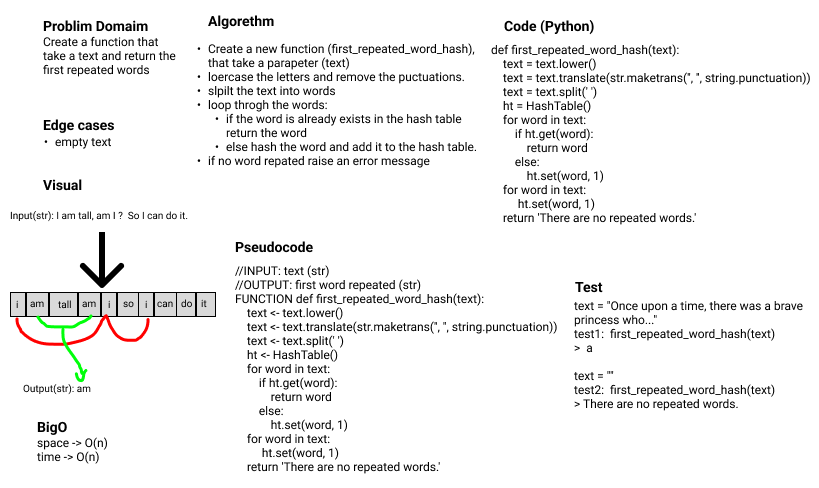 Problim Domaim
Create a function that
take a text and return the
first repeated words
Edge cases
• empty text
Visual
Input(str): I am tall, am I ? So I can do it.
i am tall am i so i can do it
Output(str): am
BigO
space -> O(n)
time -> O(n)
Algorethm
• Create a new function (first_repeated_word_hash),
that take a parapeter (text)
• loercase the letters and remove the puctuations.
• slpilt the text into words
• loop throgh the words:
• if the word is already exists in the hash table
return the word
• else hash the word and add it to the hash table.
• if no word repated raise an error message
Pseudocode
//INPUT: text (str)
//OUTPUT: first word repeated (str)
FUNCTION def first_repeated_word_hash(text):
text <- text.lower()
text <- text.translate(str.maketrans('', '', string.punctuation))
text <- text.split(' ')
ht <- HashTable()
for word in text:
if ht.get(word):
return word
else:
ht.set(word, 1)
for word in text:
ht.set(word, 1)
return 'There are no repeated words.'
Code (Python)
def first_repeated_word_hash(text):
text = text.lower()
text = text.translate(str.maketrans('', '', string.punctuation))
text = text.split(' ')
ht = HashTable()
for word in text:
if ht.get(word):
return word
else:
ht.set(word, 1)
for word in text:
ht.set(word, 1)
return 'There are no repeated words.'
Test
text = "Once upon a time, there was a brave
princess who..."
test1: first_repeated_word_hash(text)
> a
text = ""
test2: first_repeated_word_hash(text)
> There are no repeated words.